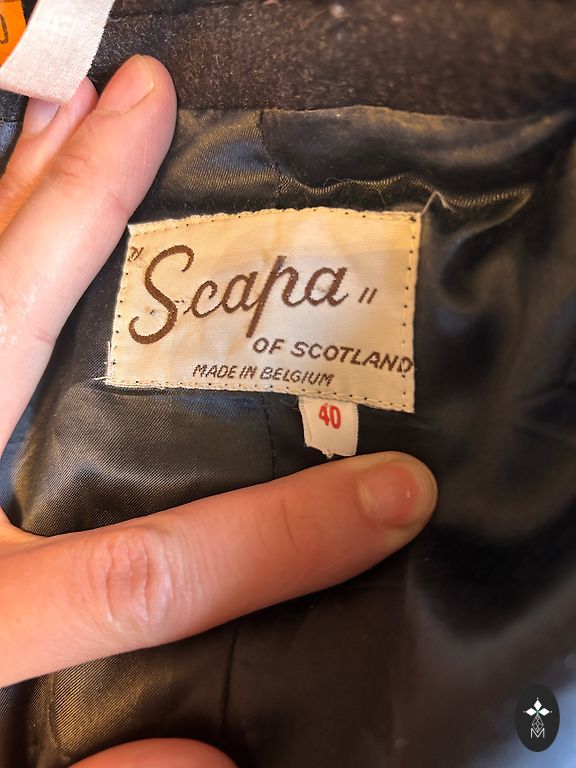 "Scapa"
OF SCOTLAND
MADE IN BELGIUM
40